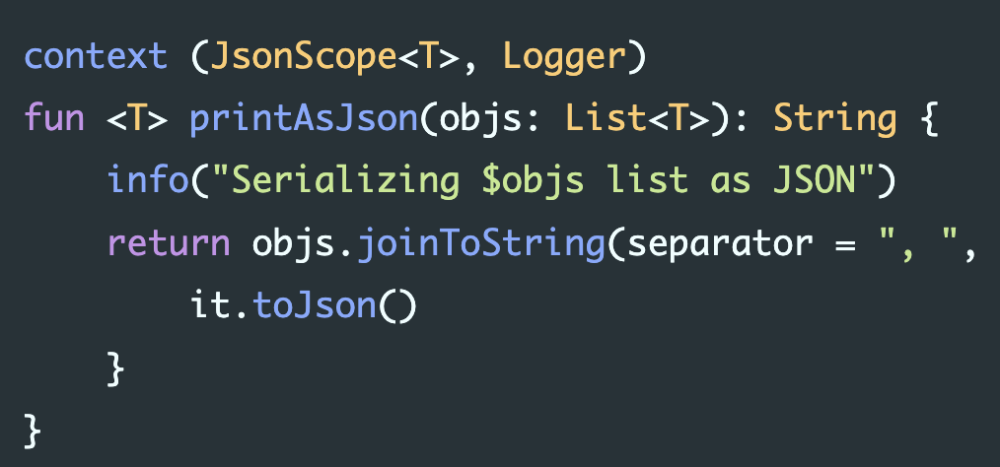 context (JsonScope<T>, Logger)
fun <T> printAsJson(objs: List<T>): String {
    info("Serializing $objs list as JSON")
    return objs.joinToString(separator = ", ",
        it.toJson()
    }
}